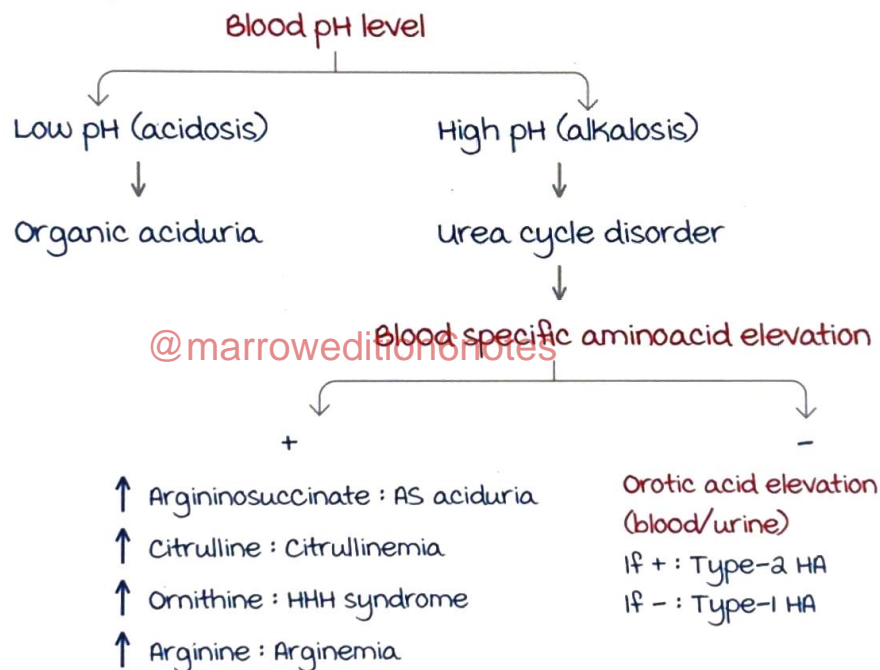 Blood pH level
Low pH (acidosis)
High pH (alkalosis)
Organic aciduria
Urea cycle disorder
Blood specific aminoacid elevation
@marrowedition6notes
+
↑ Argininosuccinate : AS aciduria
↑ Citrulline : Citrullinemia
↑ Ornithine : HHH syndrome
↑ Arginine : Arginemia
-
Orotic acid elevation
(blood/urine)
If + : Type-2 HA
If - : Type-1 HA